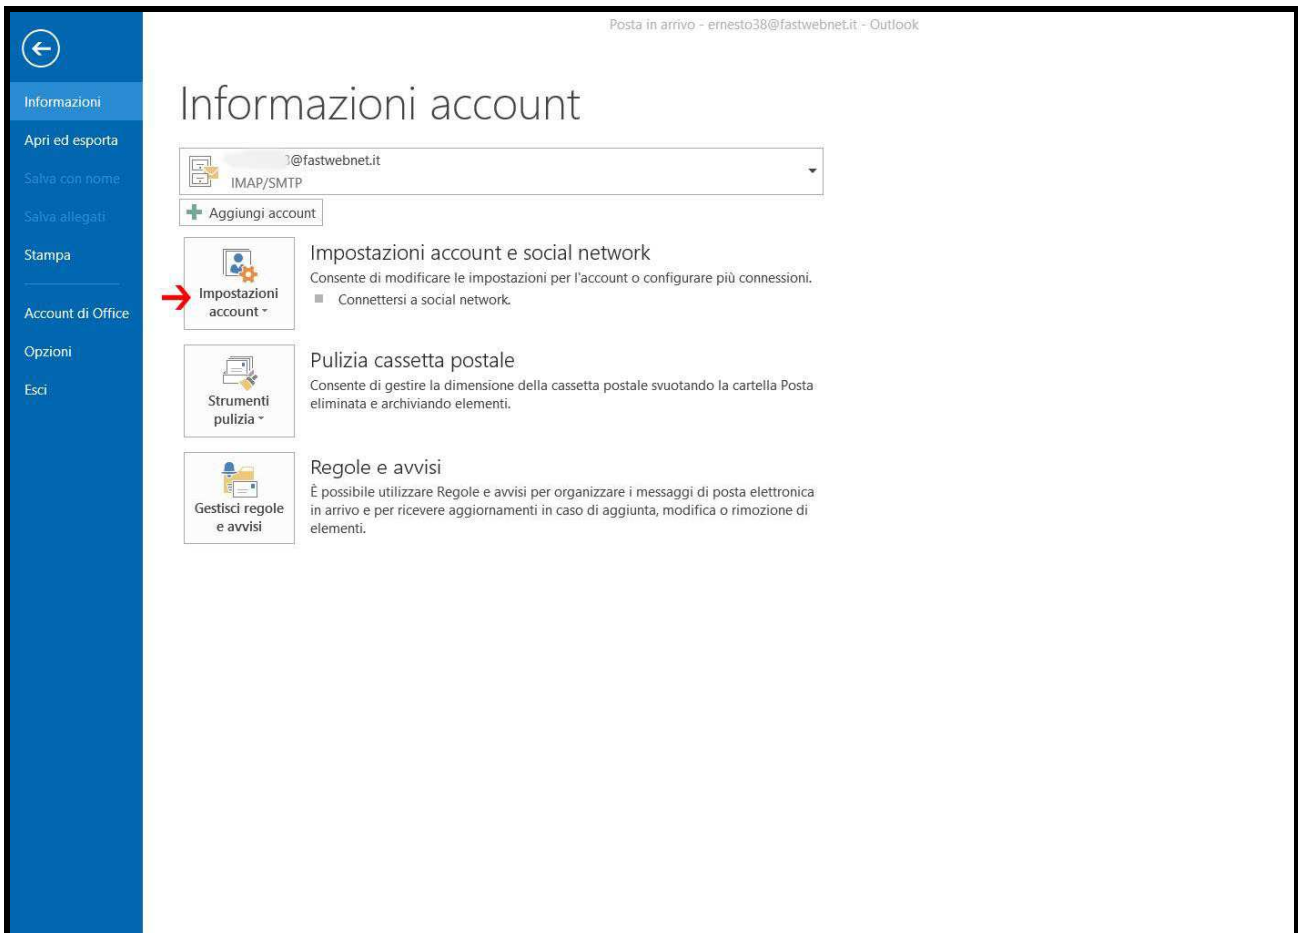 Posta in arrivo - ernesto38@fastwebnet.it - Outlook
Informazioni
Apri ed esporta
Salva con nome
Salva allegati
Stampa
Account di Office
Opzioni
Esci
Informazioni account
@fastwebnet.it
IMAP/SMTP
Aggiungi account
Impostazioni
account
Impostazioni account e social network
Consente di modificare le impostazioni per l'account o configurare più connessioni.
Connettersi a social network.
Strumenti
pulizia
Pulizia cassetta postale
Consente di gestire la dimensione della cassetta postale svuotando la cartella Posta
eliminata e archiviando elementi.
Gestisci regole
e avvisi
Regole e avvisi
È possibile utilizzare Regole e avvisi per organizzare i messaggi di posta elettronica
in arrivo e per ricevere aggiornamenti in caso di aggiunta, modifica o rimozione di
elementi.